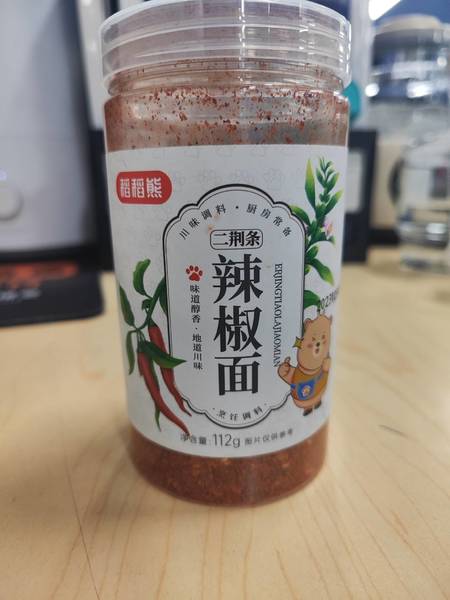 稻稻熊
川味调料·厨房常备
二荆条
辣椒面
ERJINGTIAOLAJIAOMIAN
味道醇香·地道川味
·烹饪调料·
净含量:112g 图片仅供参考